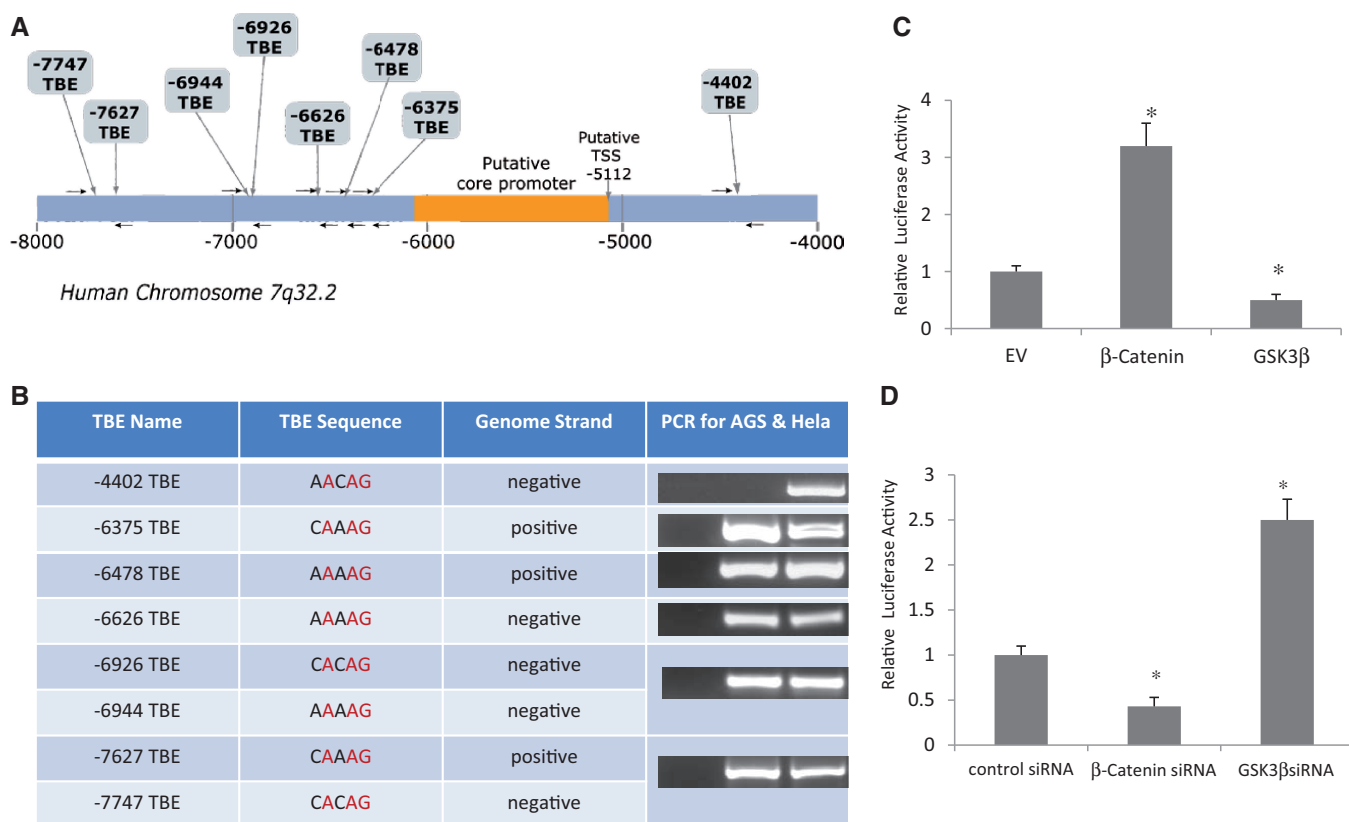 A
-7747
TBE
-7627
TBE
-6944
TBE
-6926
TBE
-6626
TBE
-6478
TBE
-6375
TBE
-4402
TBE
Putative
core promoter
Putative
TSS
-5112
-8000
-7000
-6000
-5000
-4000
Human Chromosome 7q32.2
B
TBE Name TBE Sequence Genome Strand PCR for AGS & Hela
-4402 TBE AACAG negative
-6375 TBE CAAAG positive
-6478 TBE AAAAG positive
-6626 TBE AAAAG negative
-6926 TBE CACAG negative
-6944 TBE AAAAG negative
-7627 TBE CAAAG positive
-7747 TBE CACAG negative
C
Relative Luciferase Activity
4
3
2
1
0
*
*
EV β-Catenin GSK3β
D
Relative Luciferase Activity
3
2.5
2
1.5
1
0.5
0
*
*
control siRNA β-Catenin siRNA GSK3βsiRNA